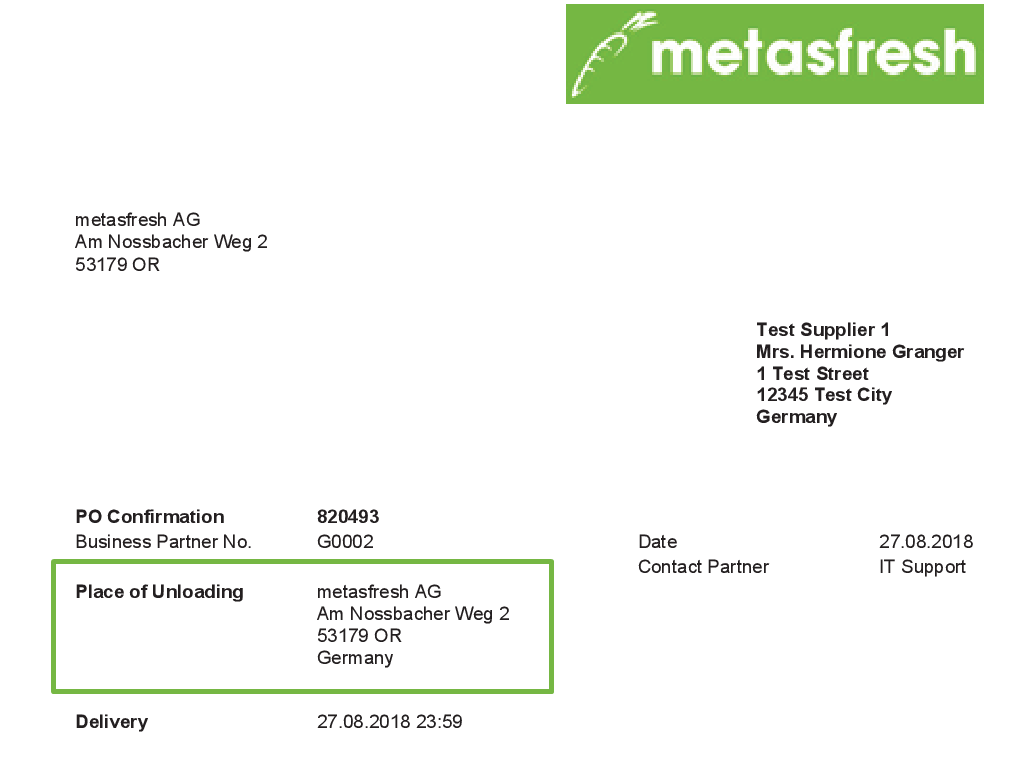 metasfresh
metasfresh AG
Am Nossbacher Weg 2
53179 OR
Test Supplier 1
Mrs. Hermione Granger
1 Test Street
12345 Test City
Germany
PO Confirmation 820493
Business Partner No. G0002
Date 27.08.2018
Contact Partner IT Support
Place of Unloading metasfresh AG
Am Nossbacher Weg 2
53179 OR
Germany
Delivery 27.08.2018 23:59